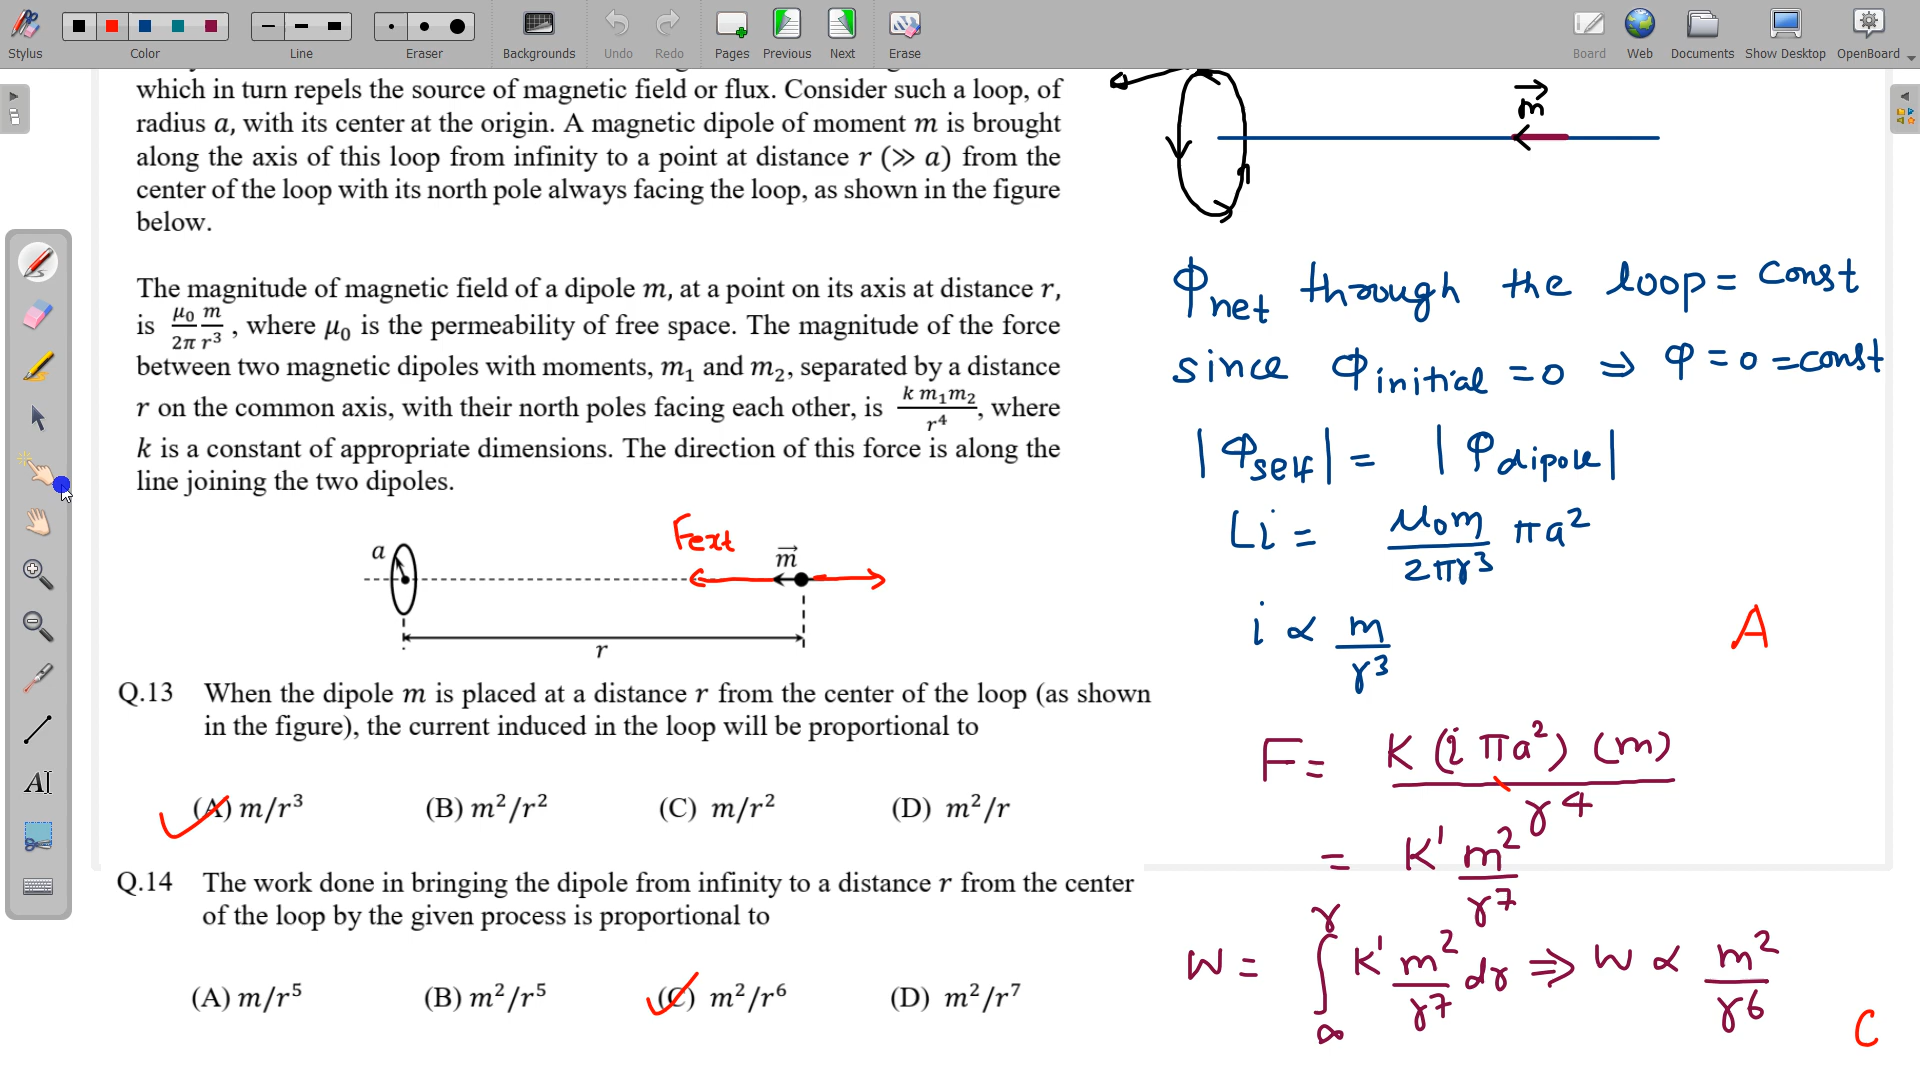 Stylus Color Line Eraser Backgrounds Undo Redo Pages Previous Next Erase Board Web Documents Show Desktop OpenBoard
which in turn repels the source of magnetic field or flux. Consider such a loop, of
radius a, with its center at the origin. A magnetic dipole of moment m is brought
along the axis of this loop from infinity to a point at distance r (≫ a) from the
center of the loop with its north pole always facing the loop, as shown in the figure
below.
The magnitude of magnetic field of a dipole m, at a point on its axis at distance r,
is μ₀/2π m/r³, where μ₀ is the permeability of free space. The magnitude of the force
between two magnetic dipoles with moments, m₁ and m₂, separated by a distance
r on the common axis, with their north poles facing each other, is k m₁m₂/r⁴, where
k is a constant of appropriate dimensions. The direction of this force is along the
line joining the two dipoles.
Fext
a
m⃗
r
Q.13 When the dipole m is placed at a distance r from the center of the loop (as shown
in the figure), the current induced in the loop will be proportional to
(A) m/r³ (B) m²/r² (C) m/r² (D) m²/r
Q.14 The work done in bringing the dipole from infinity to a distance r from the center
of the loop by the given process is proportional to
(A) m/r⁵ (B) m²/r⁵ (C) m²/r⁶ (D) m²/r⁷
m⃗
Φnet through the loop = const
since Φinitial = 0 ⇒ φ = 0 = const
|Φself| = |φdipole|
Li = μ₀m/2πr³ πa²
i ∝ m/r³
A
F = K (i πa²) (m)/r⁴
= K' m²/r⁷
W = ∫∞^r K' m²/r⁷ dr ⇒ W ∝ m²/r⁶
C
AI